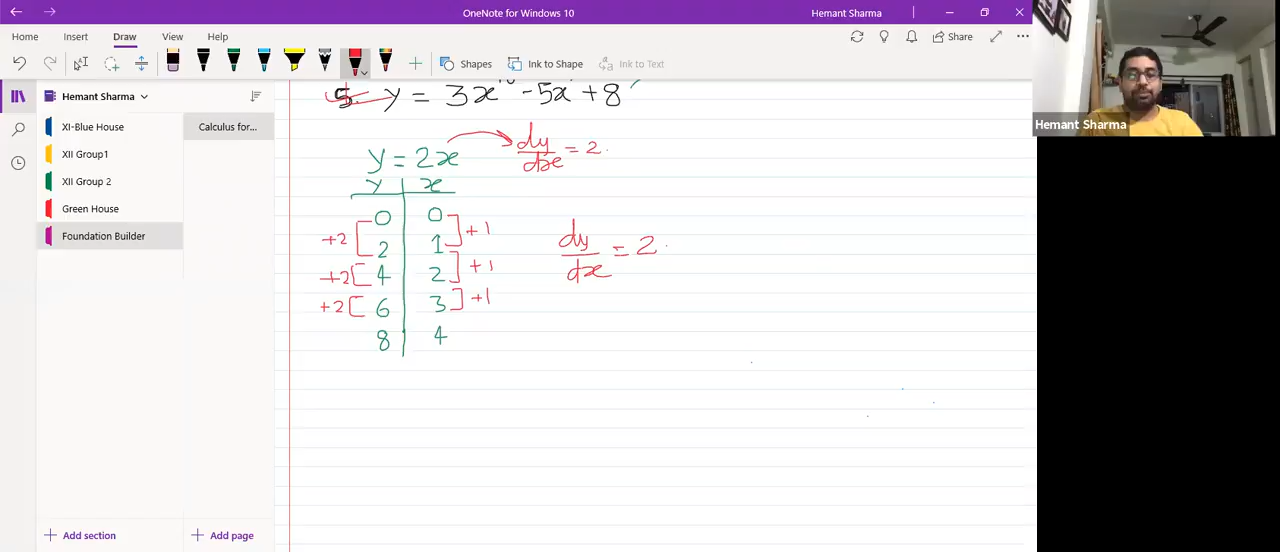 OneNote for Windows 10
Hemant Sharma
Home Insert Draw View Help
Share
Shapes
Ink to Shape
Ink to Text
Hemant Sharma
XI-Blue House
XII Group1
XII Group 2
Green House
Foundation Builder
Calculus for...
Add section
Add page
5. y = 3x¹⁰ - 5x + 8
y = 2x
dy/dx = 2
y | x
0 | 0
2 | 1
4 | 2
6 | 3
8 | 4
+2 +1
+2 +1
+2 +1
dy/dx = 2
Hemant Sharma